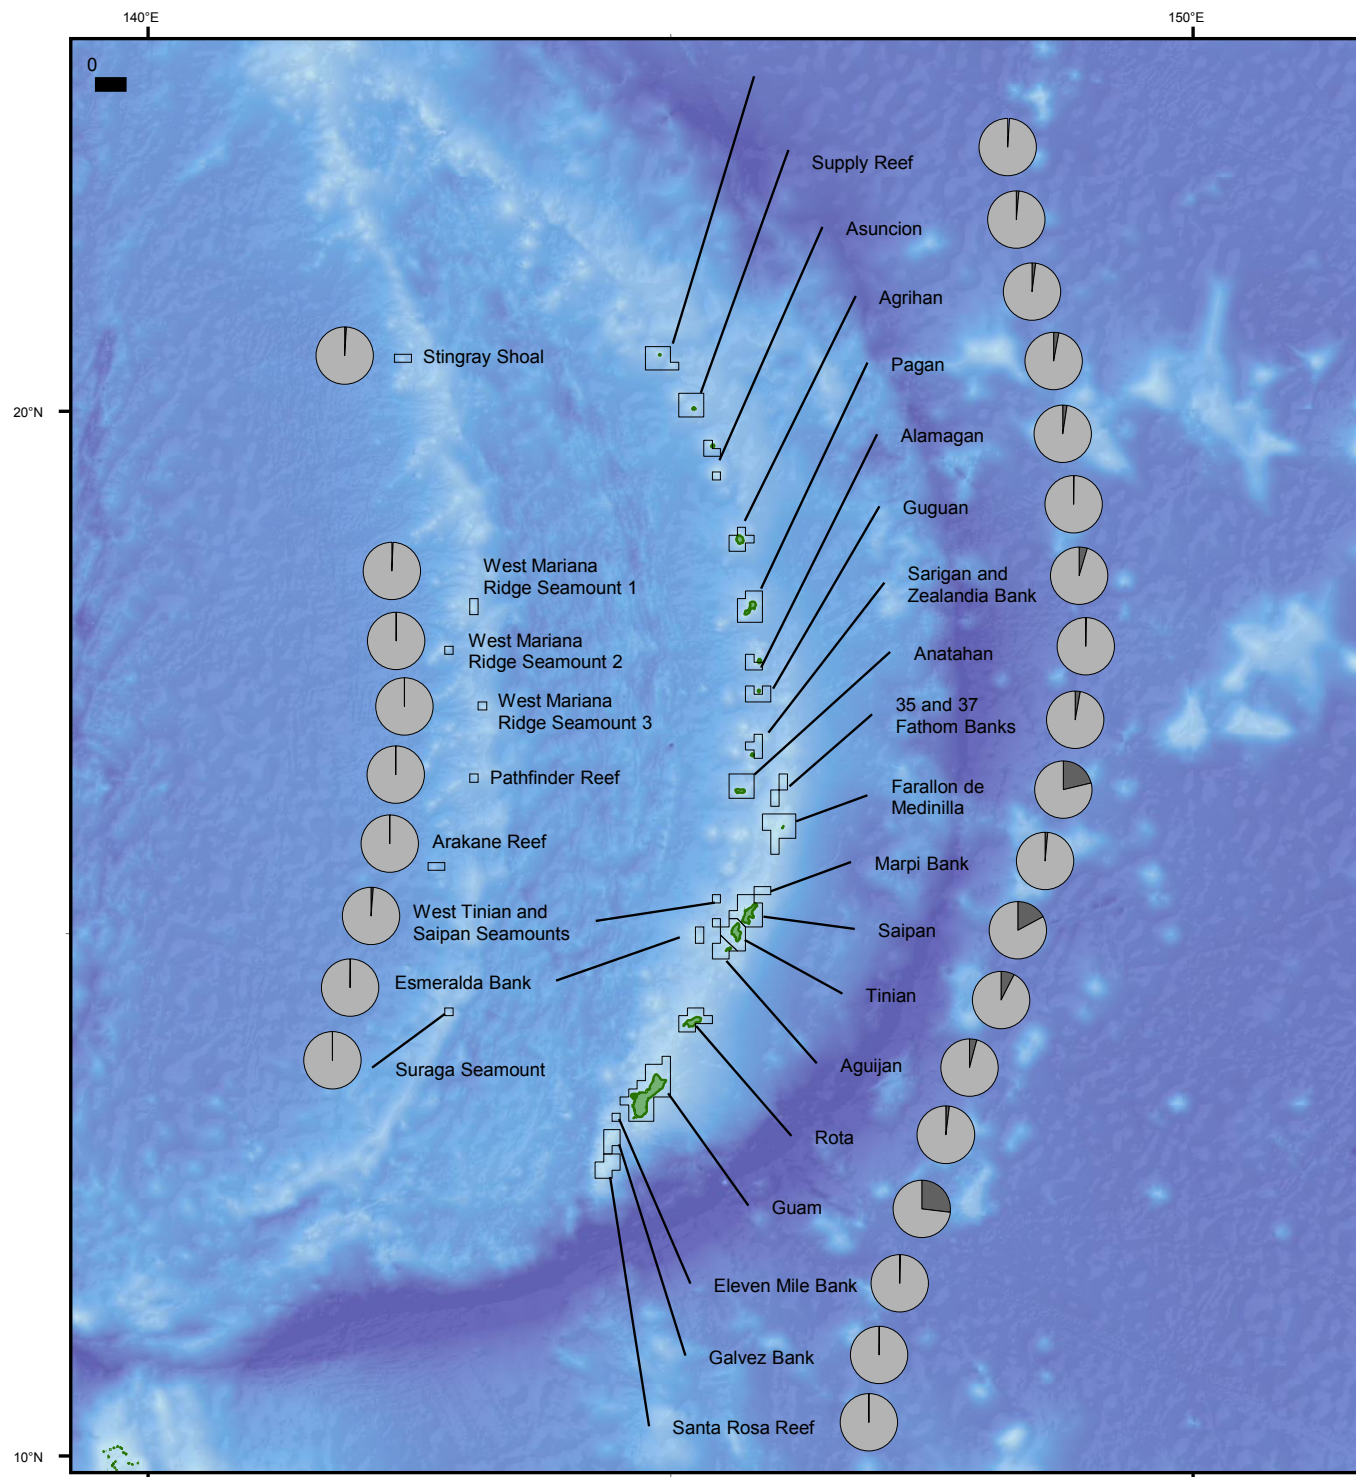 140°E
150°E
0
Supply Reef
Asuncion
Agrihan
Stingray Shoal
Pagan
20°N
Alamagan
Guguan
West Mariana
Ridge Seamount 1
Sarigan and
Zealandia Bank
West Mariana
Ridge Seamount 2
Anatahan
West Mariana
Ridge Seamount 3
35 and 37
Fathom Banks
Pathfinder Reef
Farallon de
Medinilla
Arakane Reef
Marpi Bank
West Tinian and
Saipan Seamounts
Saipan
Esmeralda Bank
Tinian
Suraga Seamount
Aguijan
Rota
Guam
Eleven Mile Bank
Galvez Bank
Santa Rosa Reef
10°N